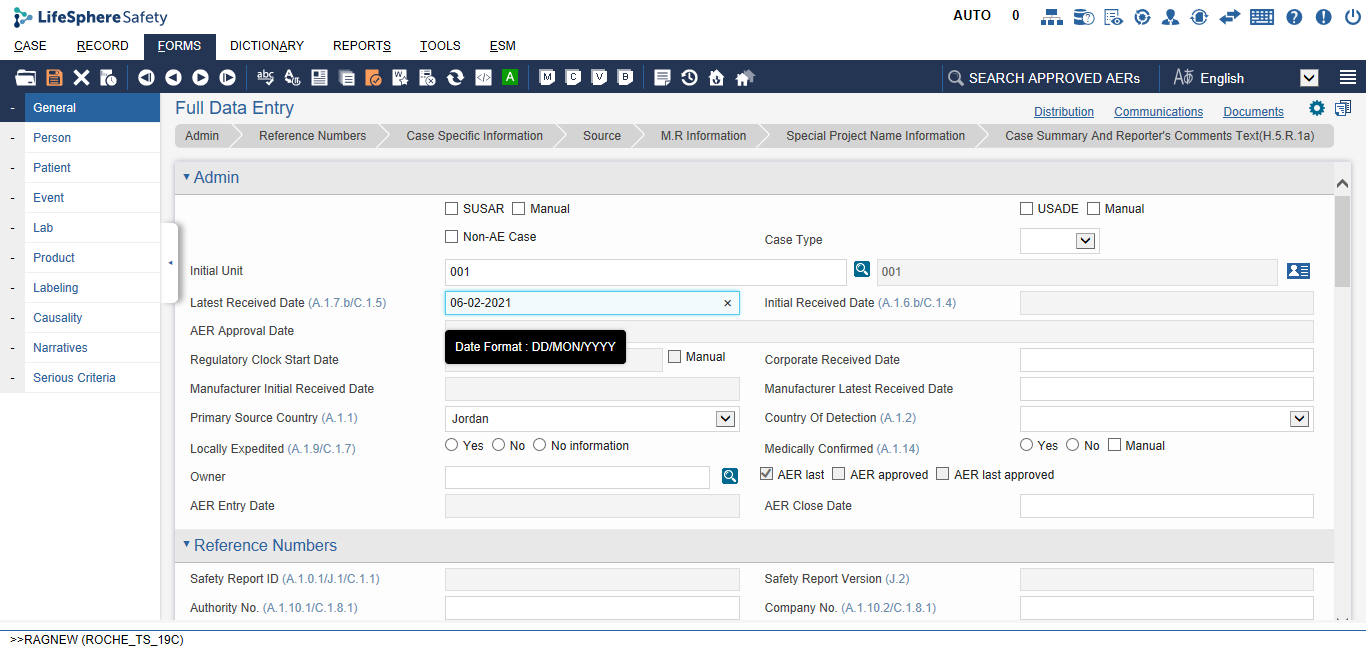 LifeSphereSafety
AUTO 0
CASE RECORD FORMS DICTIONARY REPORTS TOOLS ESM
abc W A M C V B SEARCH APPROVED AERs English
- General
- Person
- Patient
- Event
- Lab
- Product
- Labeling
- Causality
- Narratives
- Serious Criteria
Full Data Entry
Distribution Communications Documents
Admin Reference Numbers Case Specific Information Source M.R Information Special Project Name Information Case Summary And Reporter's Comments Text(H.5.R.1a)
Admin
SUSAR Manual USADE Manual
Non-AE Case Case Type
Initial Unit 001 001
Latest Received Date (A.1.7.b/C.1.5) 06-02-2021 × Initial Received Date (A.1.6.b/C.1.4)
AER Approval Date
Date Format : DD/MON/YYYY
Regulatory Clock Start Date Manual Corporate Received Date
Manufacturer Initial Received Date Manufacturer Latest Received Date
Primary Source Country (A.1.1) Jordan Country Of Detection (A.1.2)
Locally Expedited (A.1.9/C.1.7) Yes No No information Medically Confirmed (A.1.14) Yes No Manual
Owner AER last AER approved AER last approved
AER Entry Date AER Close Date
Reference Numbers
Safety Report ID (A.1.0.1/J.1/C.1.1) Safety Report Version (J.2)
Authority No. (A.1.10.1/C.1.8.1) Company No. (A.1.10.2/C.1.8.1)
>>RAGNEW (ROCHE_TS_19C)